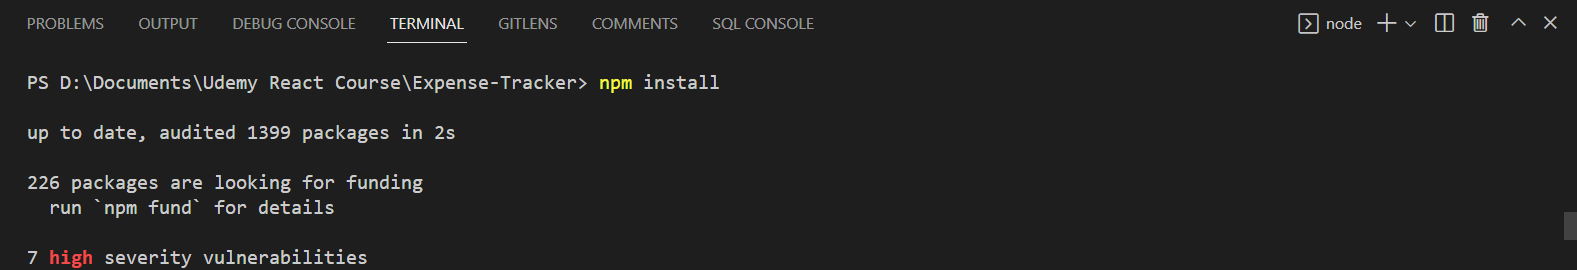 PROBLEMS OUTPUT DEBUG CONSOLE TERMINAL GITLENS COMMENTS SQL CONSOLE node
PS D:\Documents\Udemy React Course\Expense-Tracker> npm install
up to date, audited 1399 packages in 2s
226 packages are looking for funding
run `npm fund` for details
7 high severity vulnerabilities